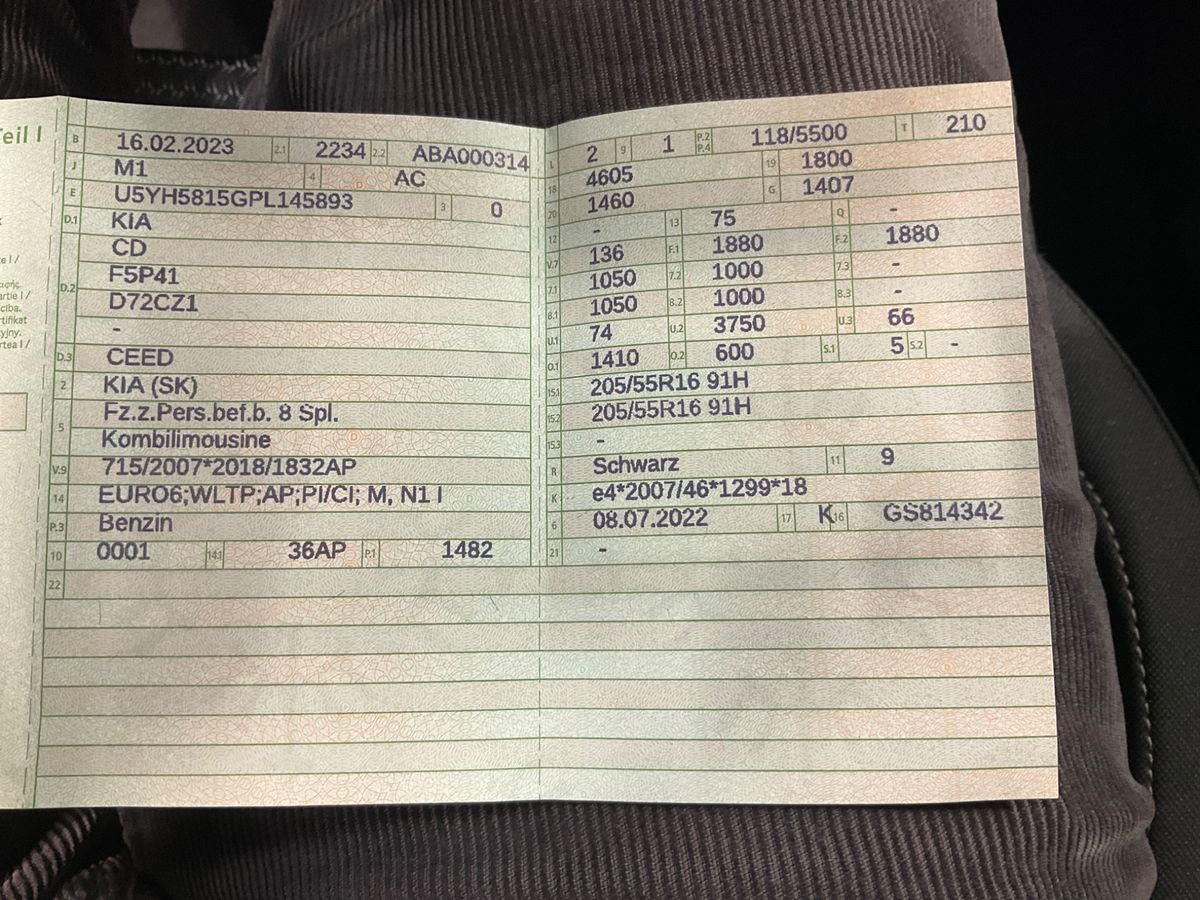 Teil I
B 16.02.2023 2.1 2234 2.2 ABA000314
J M1 4 AC
E U5YH5815GPL145893 3 0
D.1 KIA
CD
D.2 F5P41
D72CZ1
-
D.3 CEED
2 KIA (SK)
5 Fz.z.Pers.bef.b. 8 Spl.
Kombilimousine
V.9 715/2007*2018/1832AP
14 EURO6;WLTP;AP;PI/CI; M, N1 I
P.3 Benzin
10 0001 14.1 36AP P.1 1482
22
L 2 9 1 P.2 P.4 118/5500 T 210
18 4605 19 1800
20 1460 G 1407
12 - 13 75 Q -
V.7 136 F.1 1880 F.2 1880
7.1 1050 7.2 1000 7.3 -
8.1 1050 8.2 1000 8.3 -
U.1 74 U.2 3750 U.3 66
O.1 1410 O.2 600 S.1 5 S.2 -
15.1 205/55R16 91H
15.2 205/55R16 91H
15.3 -
R Schwarz 11 9
K e4*2007/46*1299*18
6 08.07.2022 17 K 16 GS814342
21 -